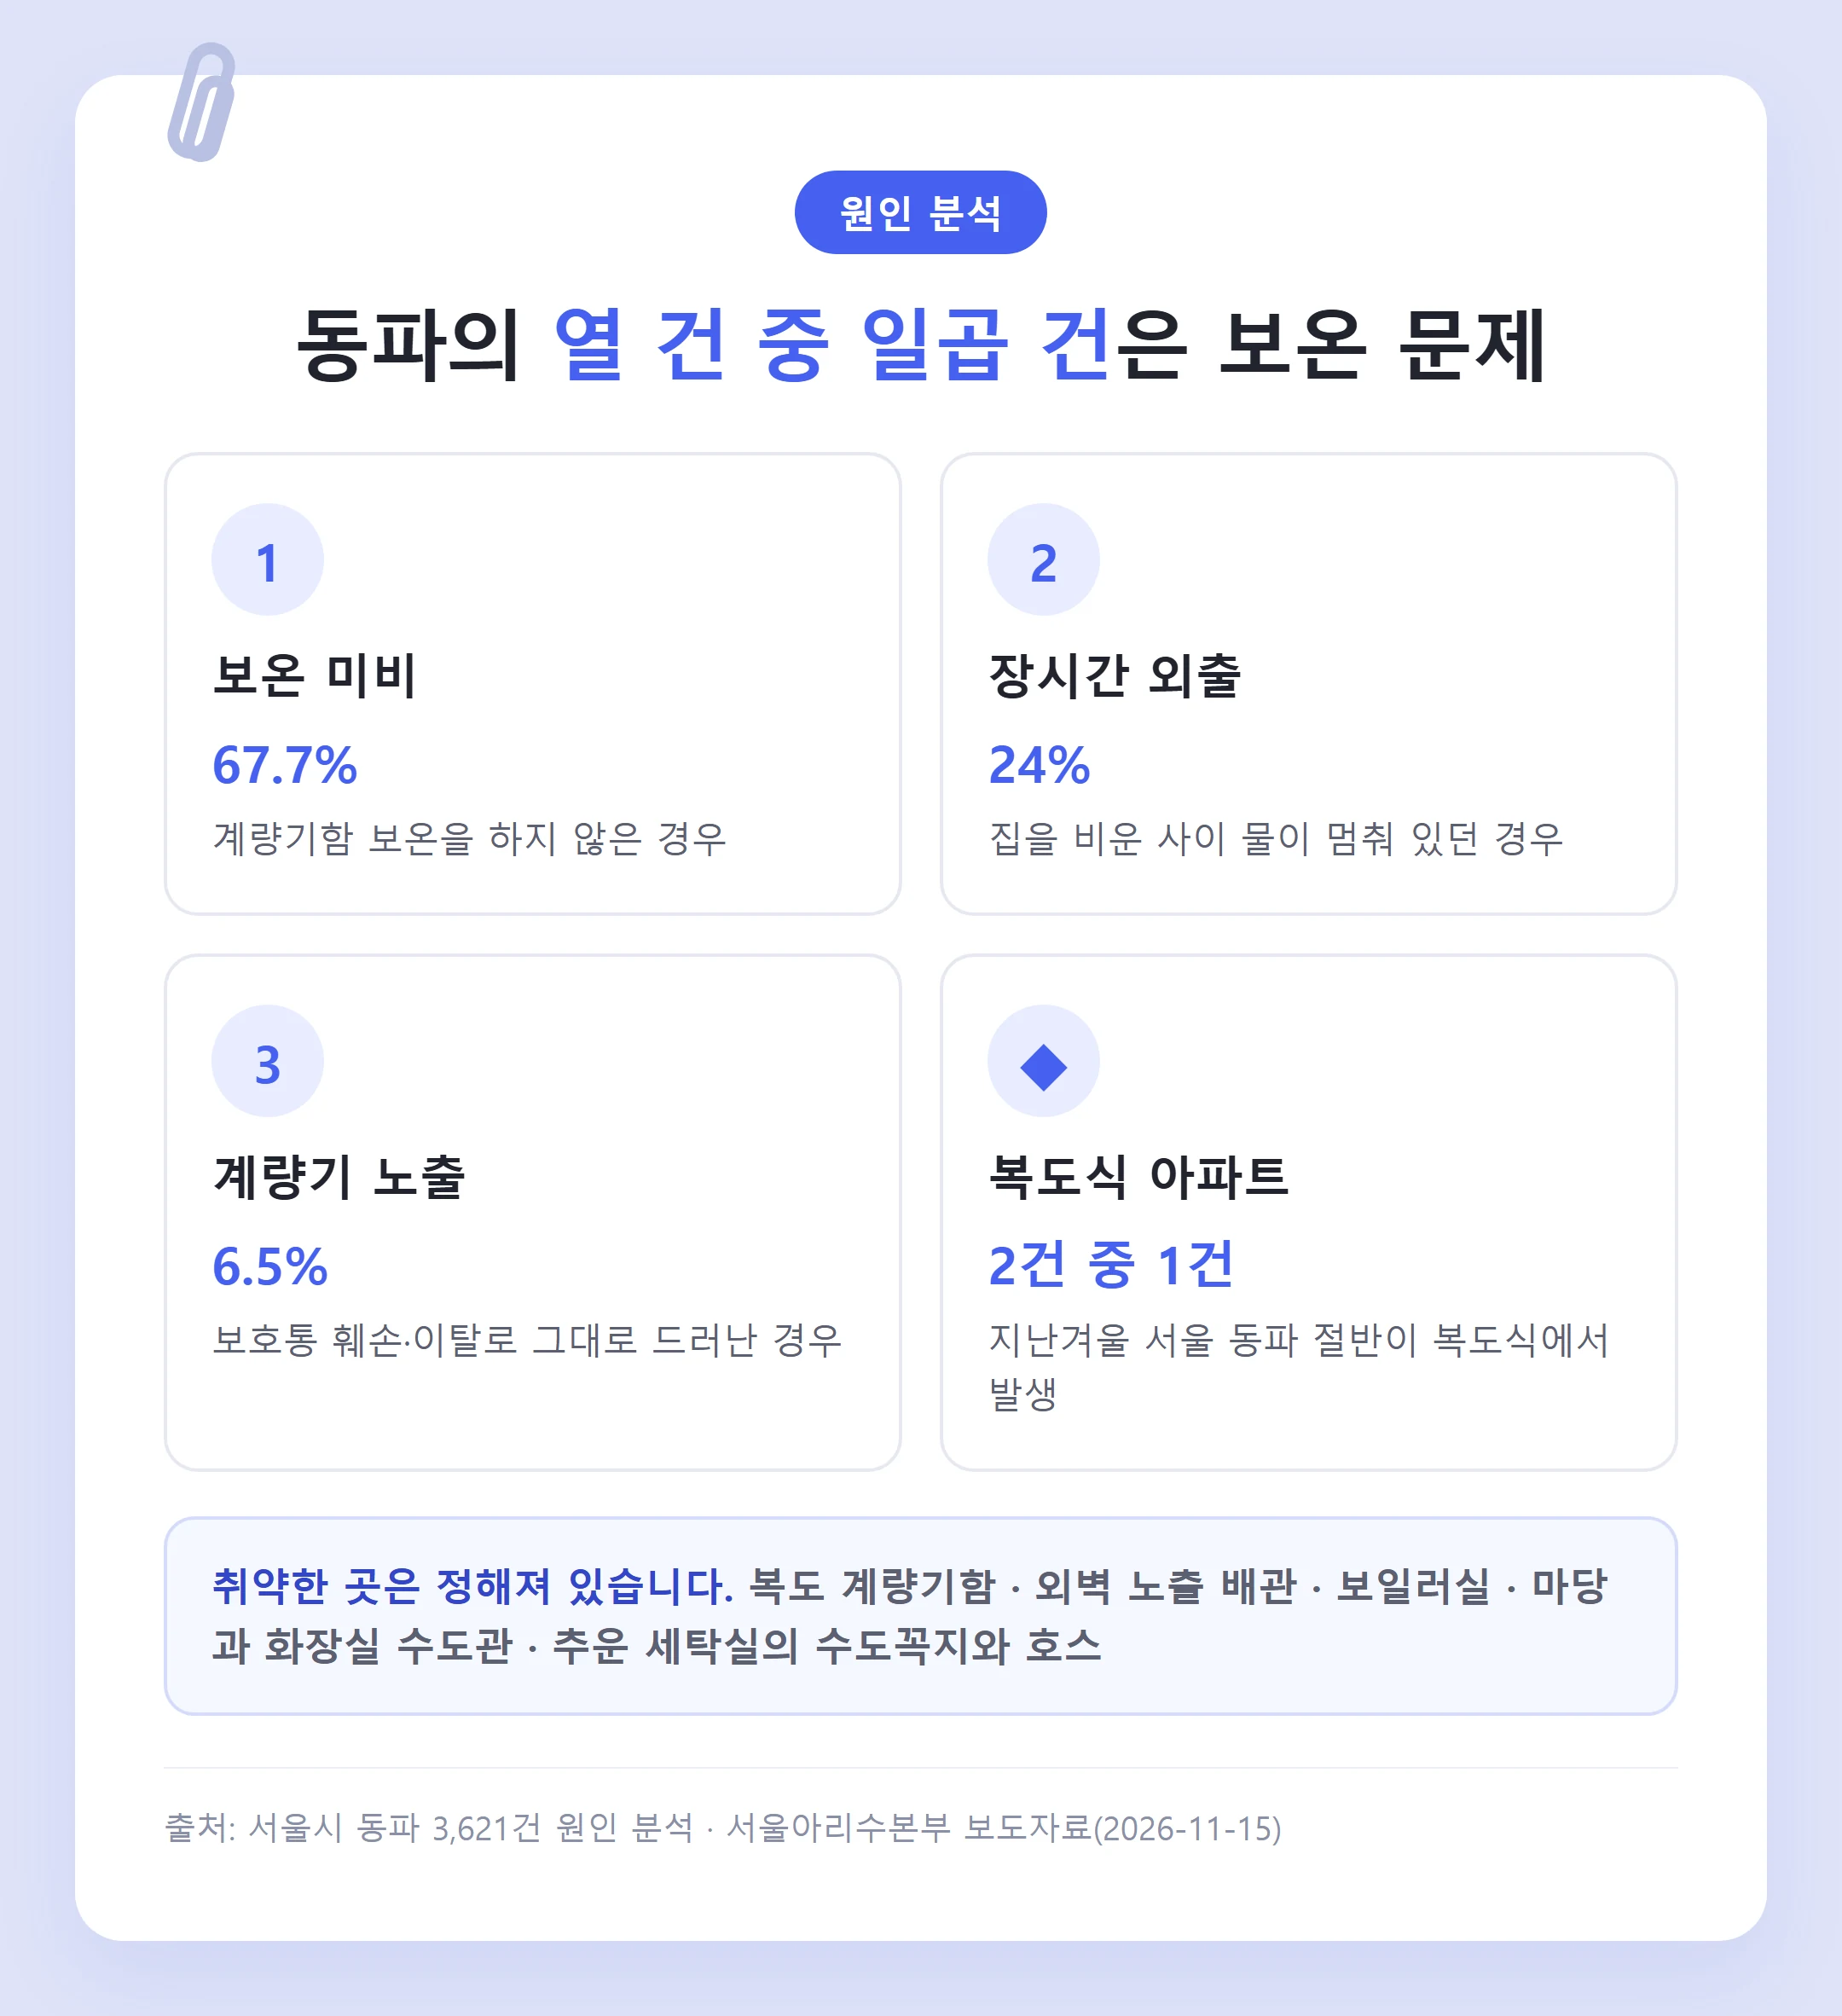 원인 분석
동파의 열 건 중 일곱 건은 보온 문제
1
보온 미비
67.7%
계량기함 보온을 하지 않은 경우
2
장시간 외출
24%
집을 비운 사이 물이 멈춰 있던 경우
3
계량기 노출
6.5%
보호통 훼손·이탈로 그대로 드러난 경우
◆
복도식 아파트
2건 중 1건
지난겨울 서울 동파 절반이 복도식에서
발생
취약한 곳은 정해져 있습니다. 복도 계량기함 · 외벽 노출 배관 · 보일러실 · 마당
과 화장실 수도관 · 추운 세탁실의 수도꼭지와 호스
출처: 서울시 동파 3,621건 원인 분석 · 서울아리수본부 보도자료(2026-11-15)